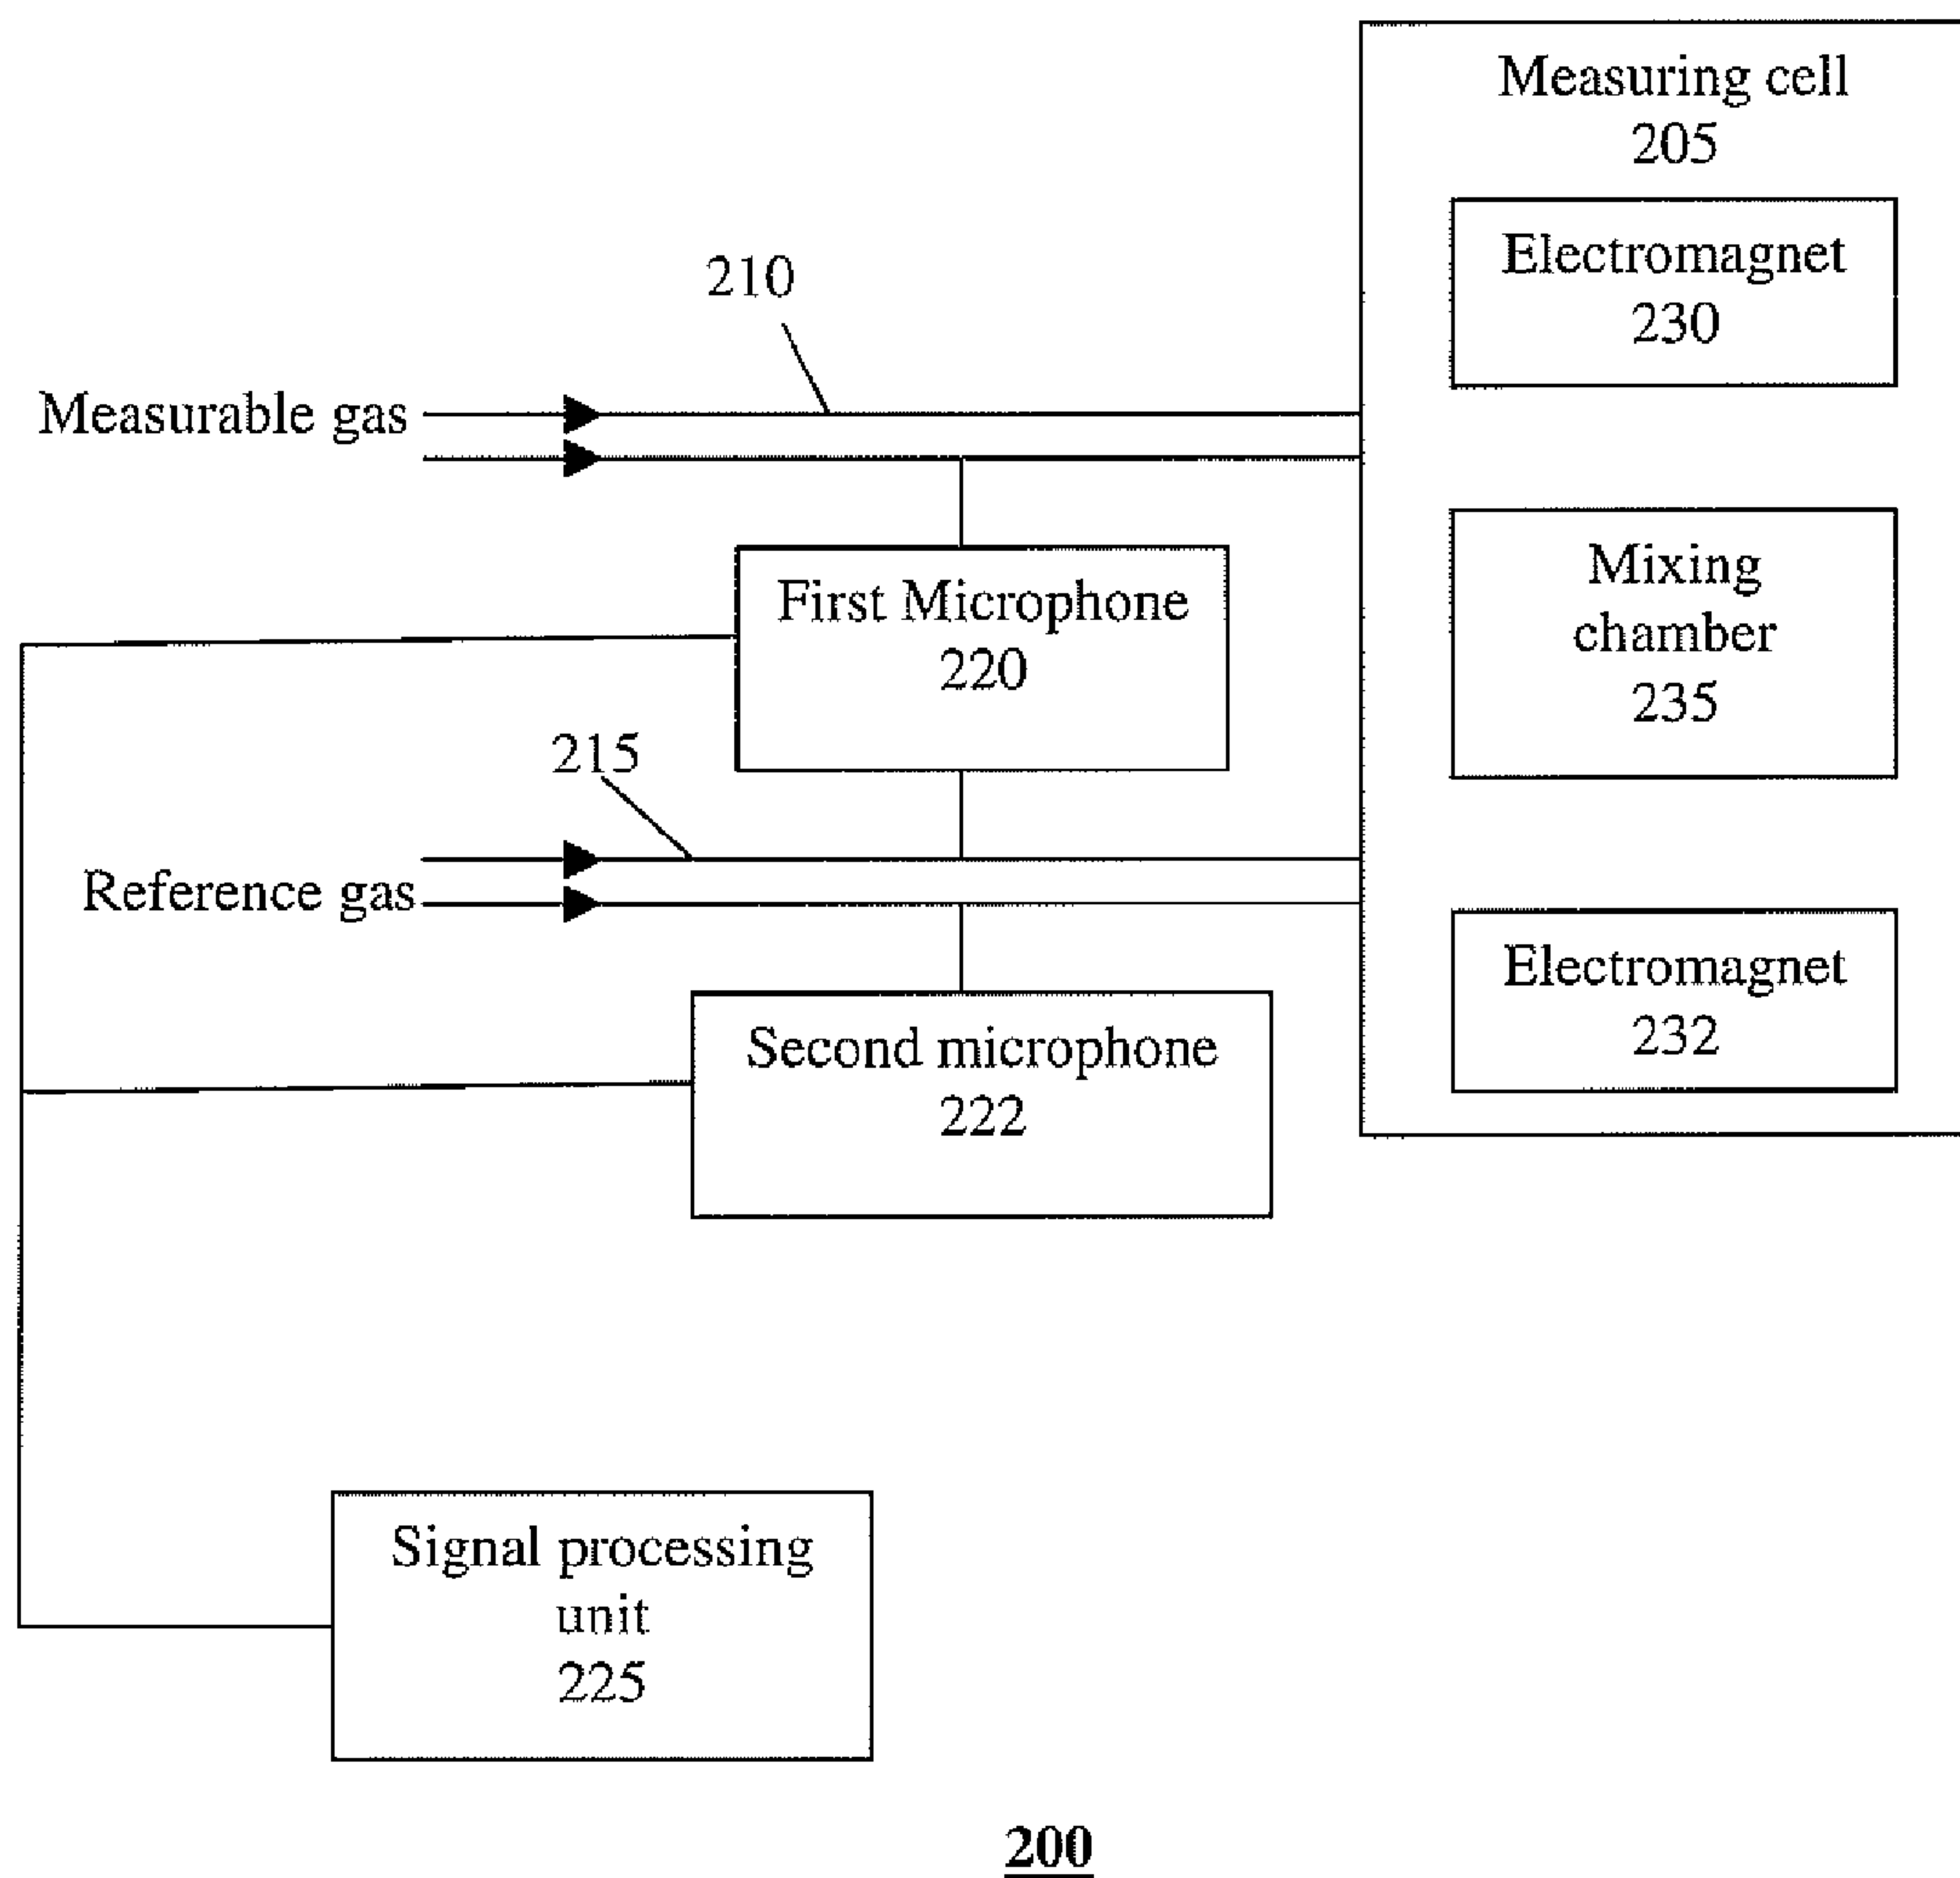 Measuring cell
205
Electromagnet
230
210
Measurable gas
Mixing
chamber
235
First Microphone
220
215
Reference gas
Electromagnet
232
Second microphone
222
Signal processing
unit
225
200